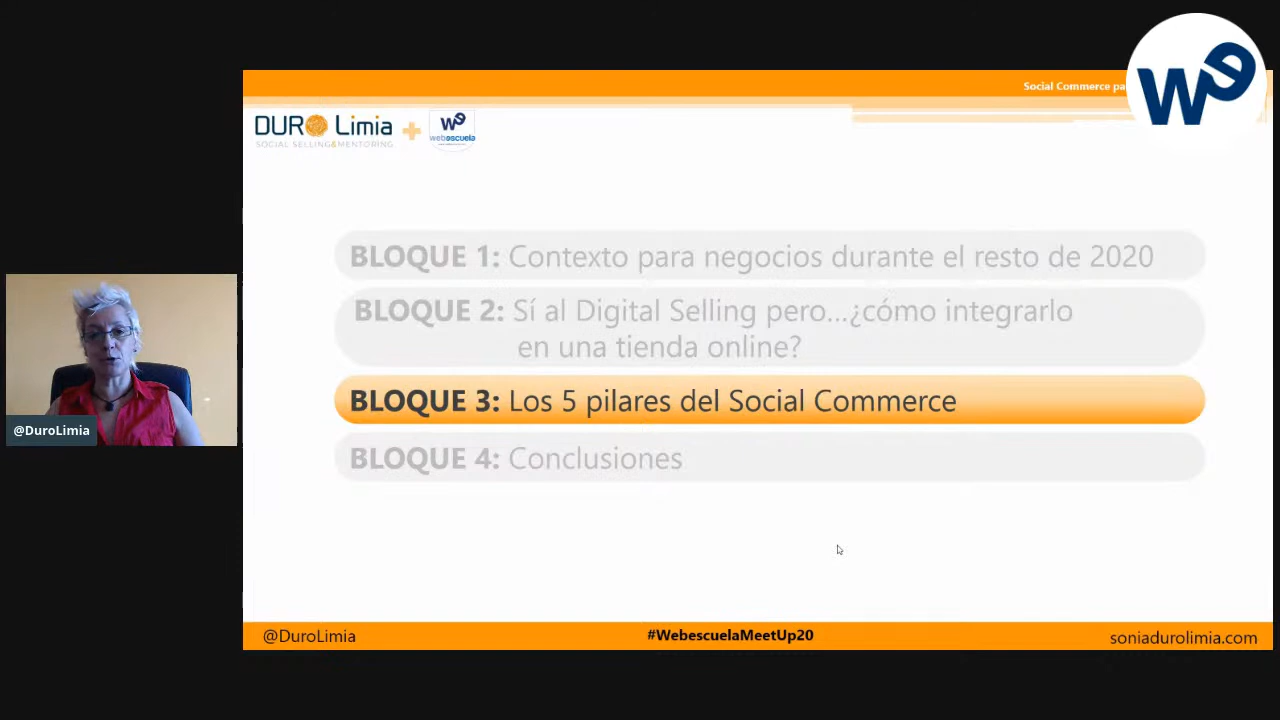 Social Commerce pa
we
DURO Limia
SOCIAL SELLING&MENTORING
we
webescuela
BLOQUE 1: Contexto para negocios durante el resto de 2020
BLOQUE 2: Sí al Digital Selling pero...¿cómo integrarlo
en una tienda online?
BLOQUE 3: Los 5 pilares del Social Commerce
BLOQUE 4: Conclusiones
@DuroLimia
@DuroLimia
#WebescuelaMeetUp20
soniadurolimia.com